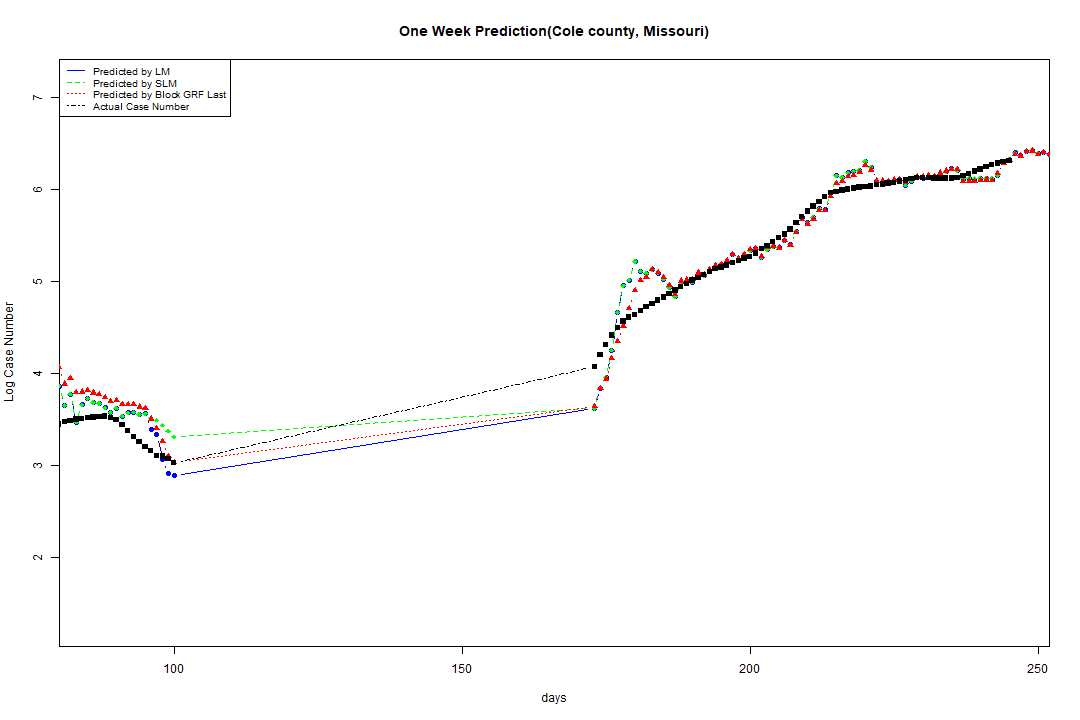 One Week Prediction(Cole county, Missouri)
Predicted by LM
Predicted by SLM
Predicted by Block GRF Last
Actual Case Number
7
6
5
4
3
2
Log Case Number
100 150 200 250
days